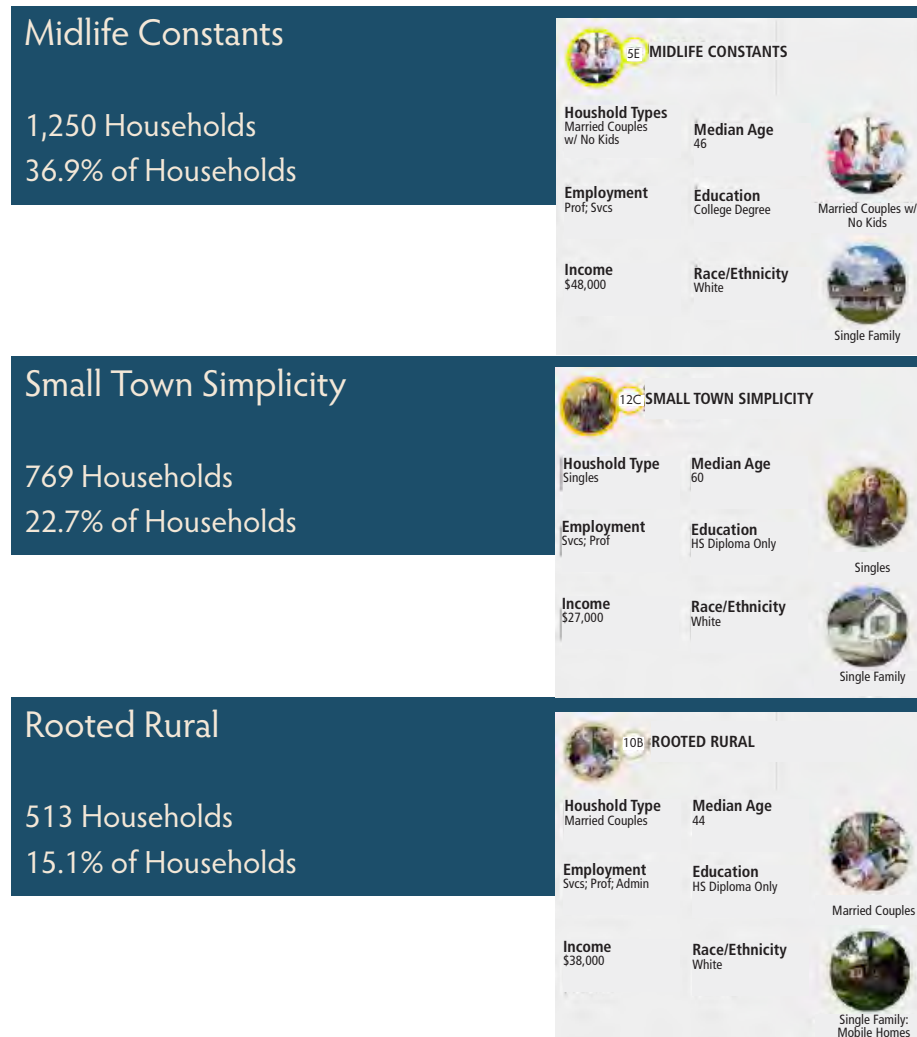 Midlife Constants
1,250 Households
36.9% of Households
5E MIDLIFE CONSTANTS
Houshold Types
Married Couples
w/ No Kids
Median Age
46
Employment
Prof; Svcs
Education
College Degree
Married Couples w/
No Kids
Income
$48,000
Race/Ethnicity
White
Single Family
Small Town Simplicity
769 Households
22.7% of Households
12C SMALL TOWN SIMPLICITY
Houshold Type
Singles
Median Age
60
Employment
Svcs; Prof
Education
HS Diploma Only
Singles
Income
$27,000
Race/Ethnicity
White
Single Family
Rooted Rural
513 Households
15.1% of Households
10B ROOTED RURAL
Houshold Type
Married Couples
Median Age
44
Employment
Svcs; Prof; Admin
Education
HS Diploma Only
Married Couples
Income
$38,000
Race/Ethnicity
White
Single Family:
Mobile Homes